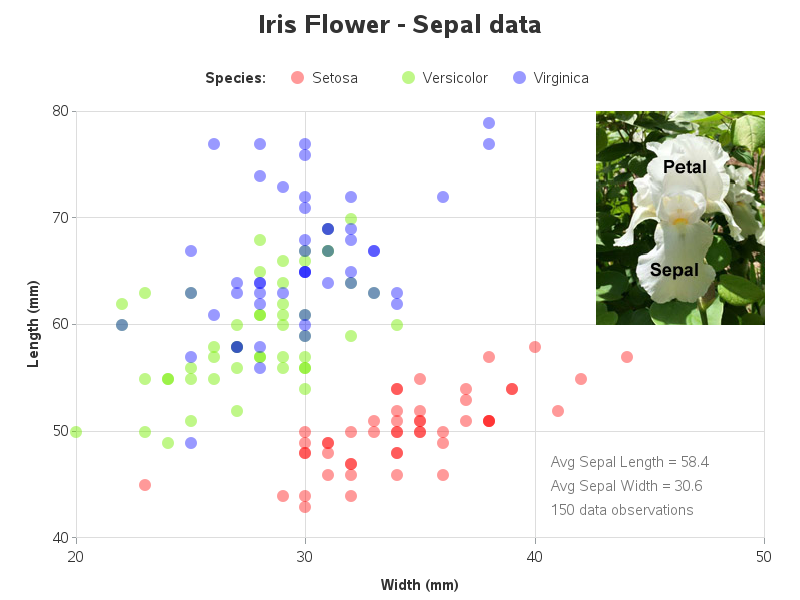 Iris Flower - Sepal data
Species: Setosa Versicolor Virginica
80
70
60
50
40
Length (mm)
Petal
Sepal
Avg Sepal Length = 58.4
Avg Sepal Width = 30.6
150 data observations
20 30 40 50
Width (mm)